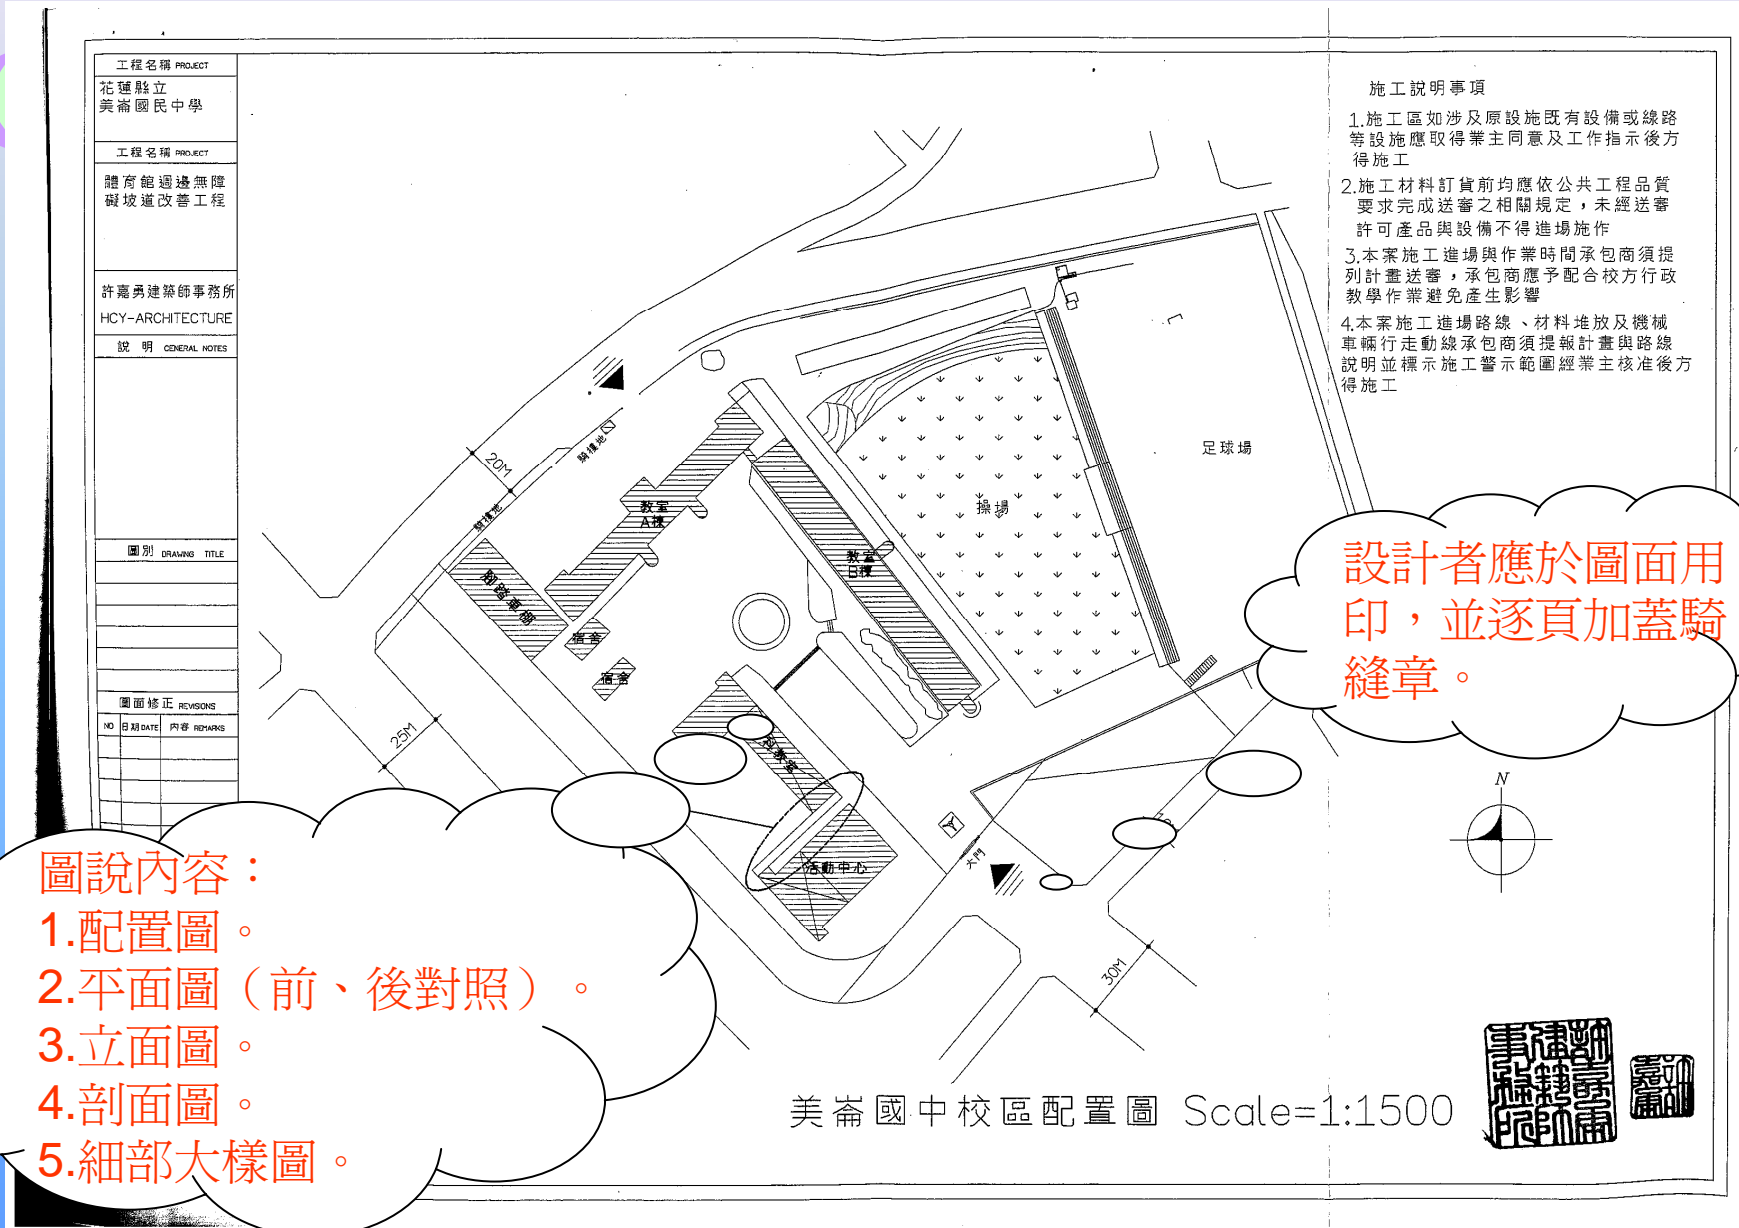 工程名稱 PROJECT
花蓮縣立
美崙國民中學
工程名稱 PROJECT
體育館週邊無障
礙坡道改善工程
許嘉勇建築師事務所
HCY-ARCHITECTURE
說 明 GENERAL NOTES
圖別 DRAWING TITLE
圖面修正 REVISIONS
NO 日期DATE 內容 REMARKS
施工說明事項
1.施工區如涉及原設施既有設備或線路
等設施應取得業主同意及工作指示後方
得施工
2.施工材料訂貨前均應依公共工程品質
要求完成送審之相關規定，未經送審
許可產品與設備不得進場施作
3.本案施工進場與作業時間承包商須提
列計畫送審，承包商應予配合校方行政
教學作業避免產生影響
4.本案施工進場路線、材料堆放及機械
車輛行走動線承包商須提報計畫與路線
說明並標示施工警示範圍經業主核准後方
得施工
20M
騎樓地
騎樓地
教室
A棟
教室
B棟
操場
足球場
腳踏車棚
宿舍
宿舍
25M
活動中心
大門
30M
N
設計者應於圖面用
印，並逐頁加蓋騎
縫章。
圖說內容：
1.配置圖。
2.平面圖（前、後對照）。
3.立面圖。
4.剖面圖。
5.細部大樣圖。
美崙國中校區配置圖 Scale=1:1500